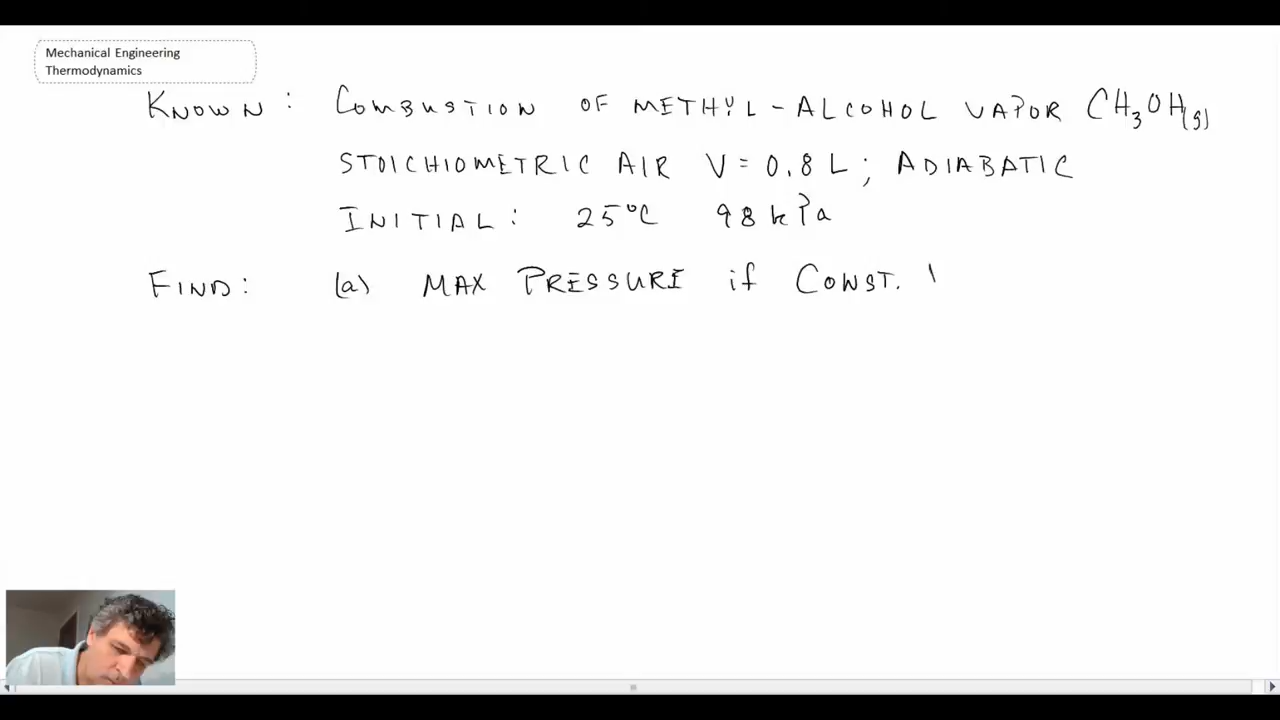 Mechanical Engineering
Thermodynamics
KNOWN: COMBUSTION OF METHYL-ALCOHOL VAPOR CH₃OH(g)
STOICHIOMETRIC AIR V = 0.8 L; ADIABATIC
INITIAL: 25°C 98 kPa
FIND: (a) MAX PRESSURE if CONST.